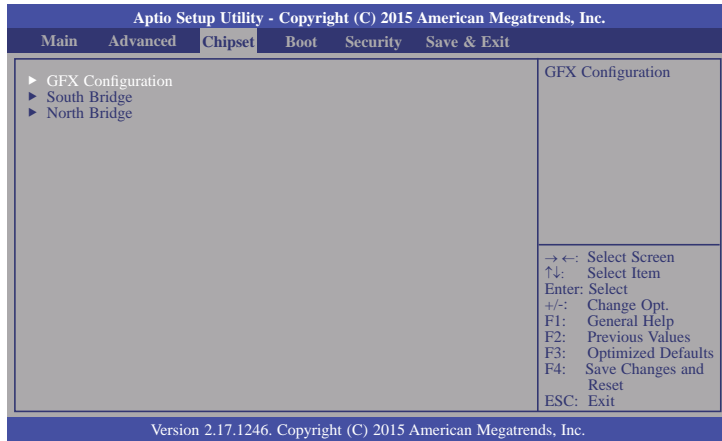 Aptio Setup Utility - Copyright (C) 2015 American Megatrends, Inc.
Main Advanced Chipset Boot Security Save & Exit
► GFX Configuration
► South Bridge
► North Bridge
GFX Configuration
→ ←: Select Screen
↑↓: Select Item
Enter: Select
+/-: Change Opt.
F1: General Help
F2: Previous Values
F3: Optimized Defaults
F4: Save Changes and
Reset
ESC: Exit
Version 2.17.1246. Copyright (C) 2015 American Megatrends, Inc.